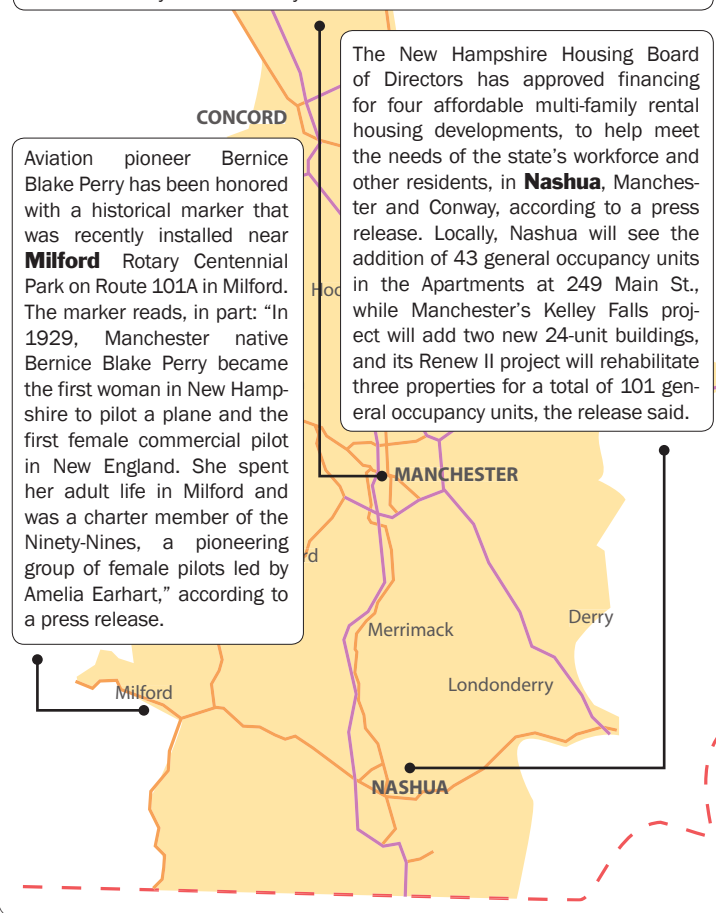 CONCORD
Aviation pioneer Bernice
Blake Perry has been honored
with a historical marker that
was recently installed near
Milford Rotary Centennial
Park on Route 101A in Milford.
The marker reads, in part: “In
1929, Manchester native
Bernice Blake Perry became
the first woman in New Hamp-
shire to pilot a plane and the
first female commercial pilot
in New England. She spent
her adult life in Milford and
was a charter member of the
Ninety-Nines, a pioneering
group of female pilots led by
Amelia Earhart,” according to
a press release.
The New Hampshire Housing Board
of Directors has approved financing
for four affordable multi-family rental
housing developments, to help meet
the needs of the state’s workforce and
other residents, in Nashua, Manches-
ter and Conway, according to a press
release. Locally, Nashua will see the
addition of 43 general occupancy units
in the Apartments at 249 Main St.,
while Manchester’s Kelley Falls proj-
ect will add two new 24-unit buildings,
and its Renew II project will rehabilitate
three properties for a total of 101 gen-
eral occupancy units, the release said.
MANCHESTER
Merrimack
Derry
Londonderry
Milford
NASHUA